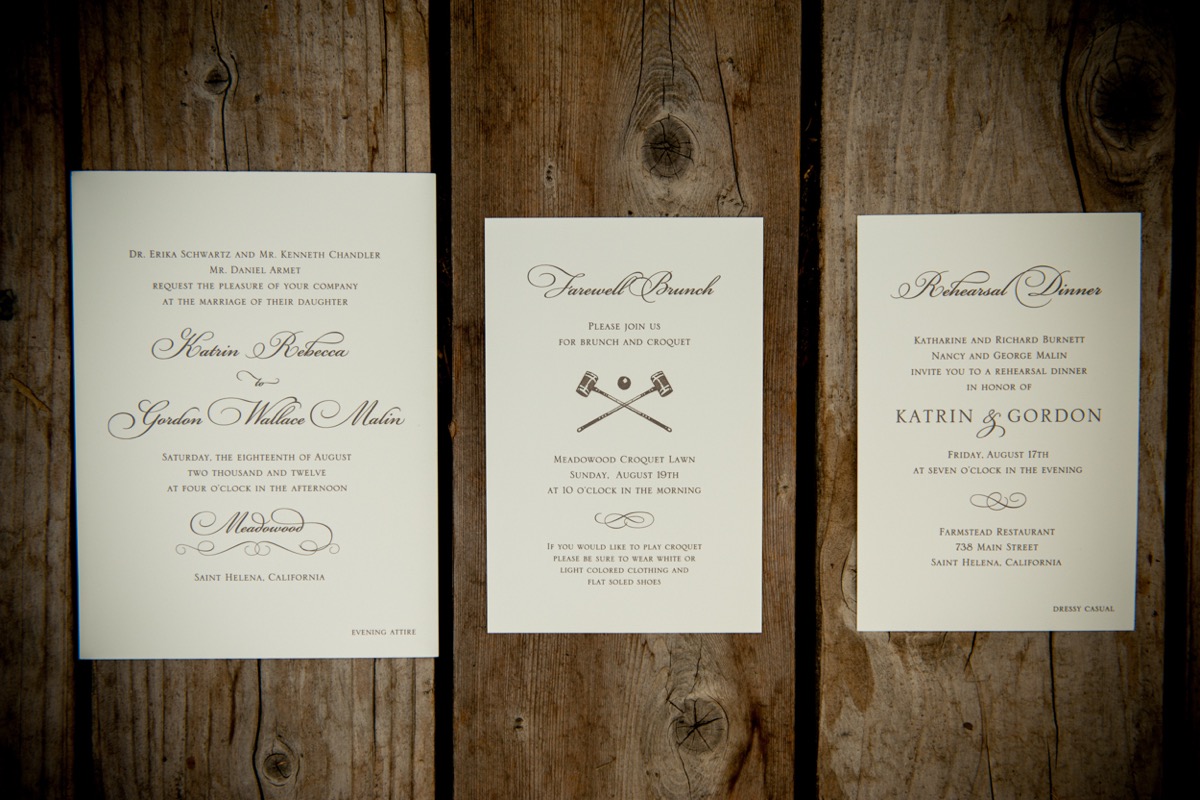 Dr. Erika Schwartz and Mr. Kenneth Chandler
Mr. Daniel Armet
request the pleasure of your company
at the marriage of their daughter
Katrin Rebecca
to
Gordon Wallace Malin
Saturday, the eighteenth of August
two thousand and twelve
at four o'clock in the afternoon
Meadowood
Saint Helena, California
evening attire
Farewell Brunch
Please join us
for brunch and croquet
Meadowood Croquet Lawn
Sunday, August 19th
at 10 o'clock in the morning
If you would like to play croquet
please be sure to wear white or
light colored clothing and
flat soled shoes
Rehearsal Dinner
Katharine and Richard Burnett
Nancy and George Malin
invite you to a rehearsal dinner
in honor of
KATRIN & GORDON
Friday, August 17th
at seven o'clock in the evening
Farmstead Restaurant
738 Main Street
Saint Helena, California
dressy casual